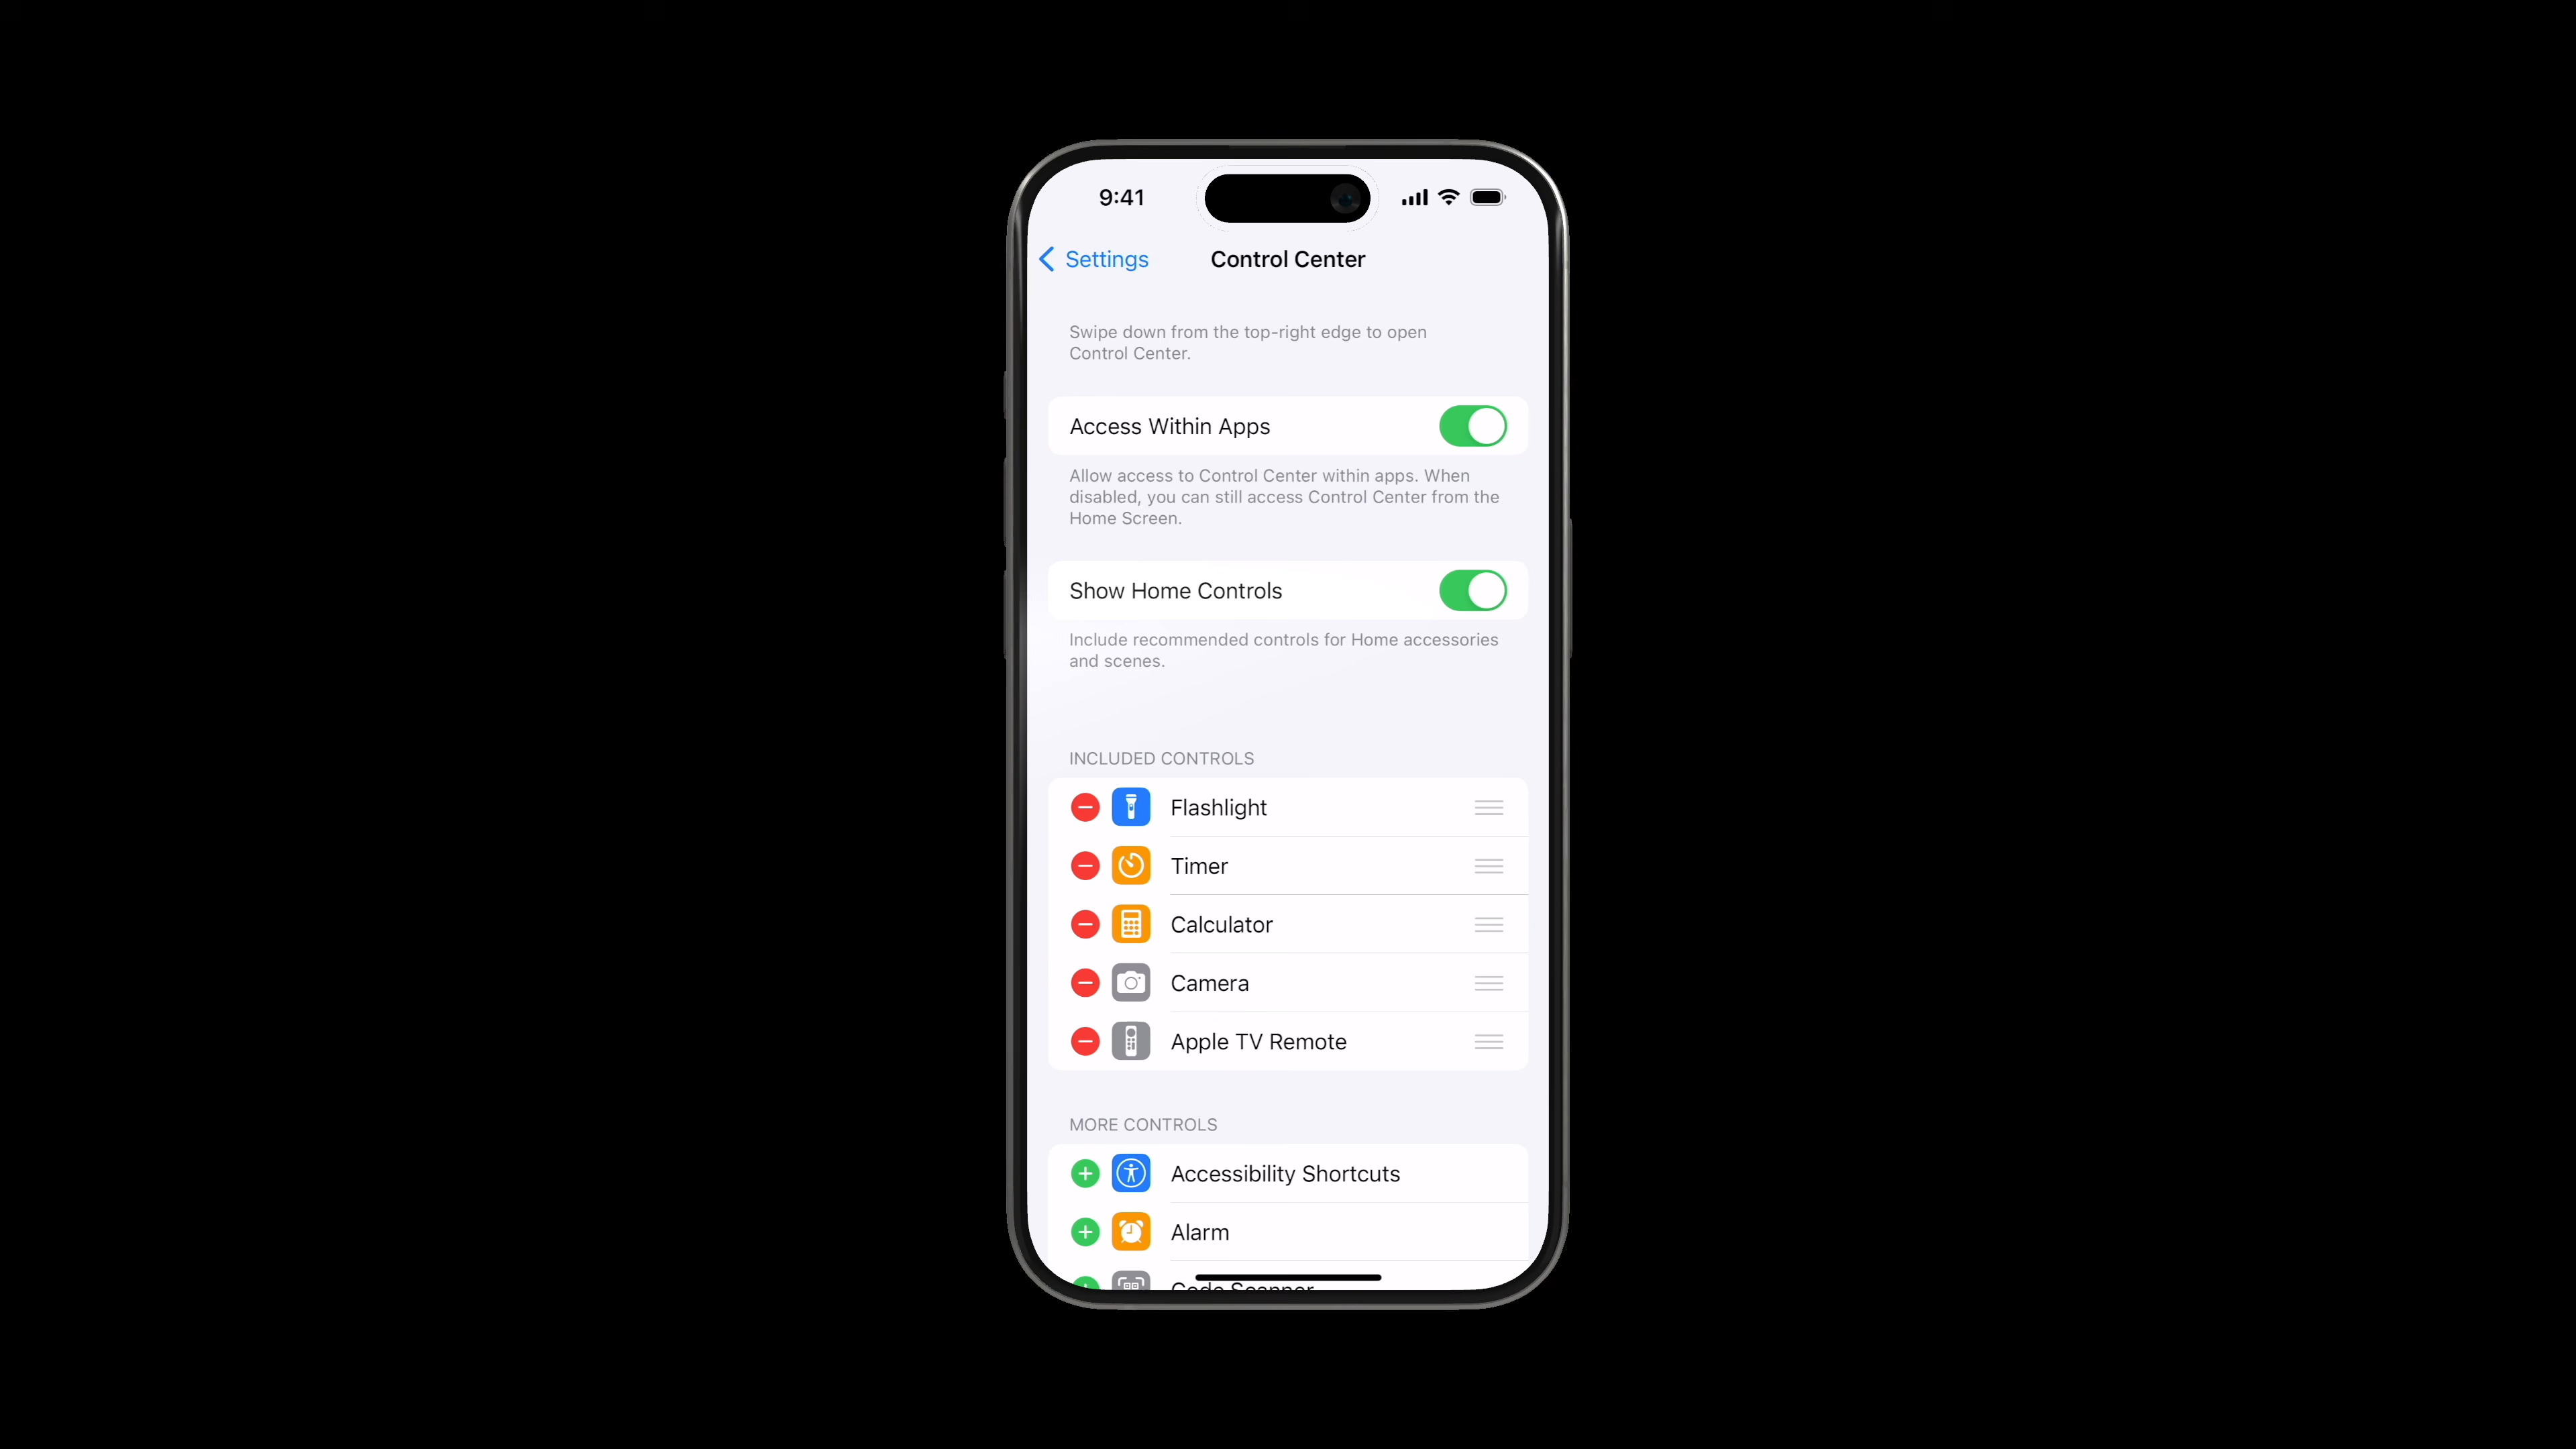 9:41
Settings
Control Center
Swipe down from the top-right edge to open
Control Center.
Access Within Apps
Allow access to Control Center within apps. When
disabled, you can still access Control Center from the
Home Screen.
Show Home Controls
Include recommended controls for Home accessories
and scenes.
INCLUDED CONTROLS
Flashlight
Timer
Calculator
Camera
Apple TV Remote
MORE CONTROLS
Accessibility Shortcuts
Alarm
Code Scanner